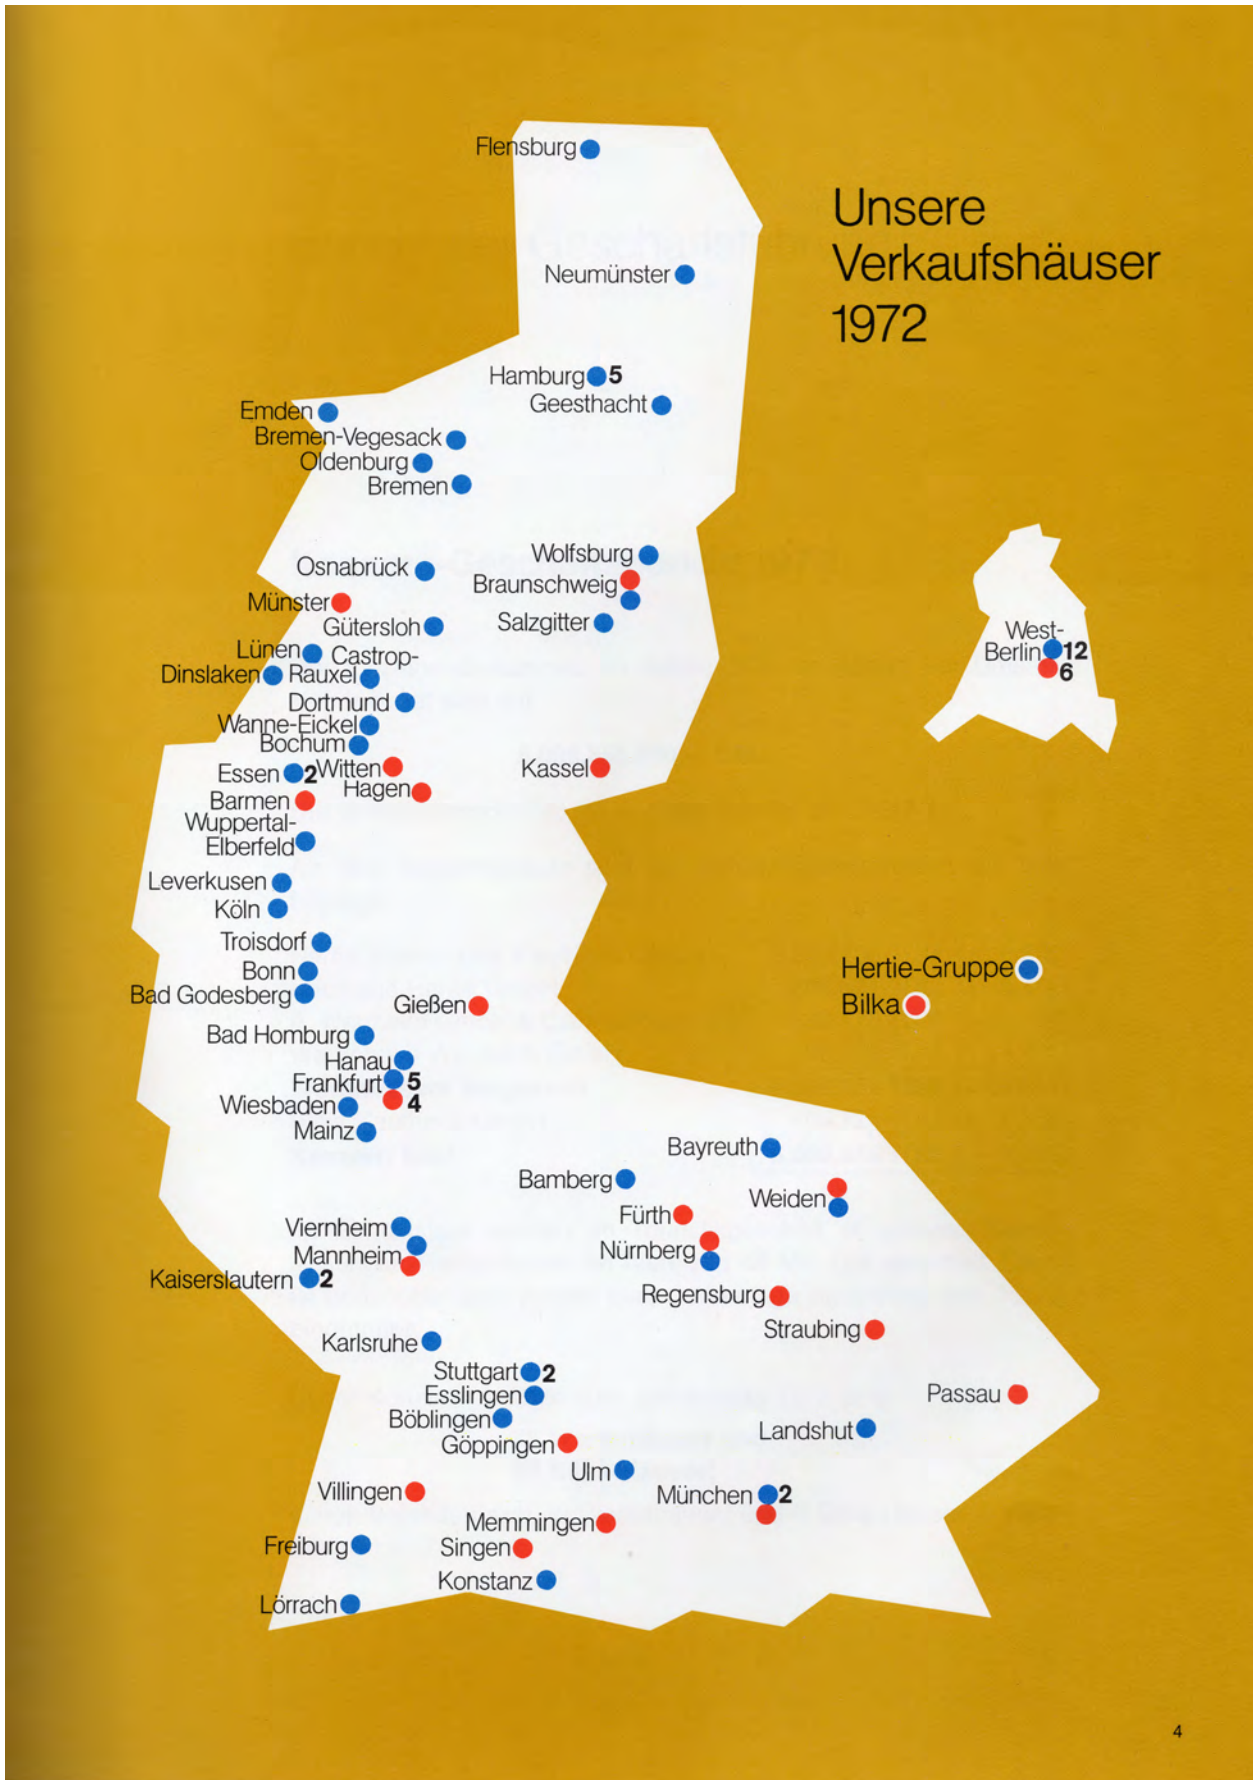 Flensburg
Unsere
Verkaufshäuser
1972
Neumünster
Hamburg 5
Geesthacht
Emden
Bremen-Vegesack
Oldenburg
Bremen
Wolfsburg
Osnabrück
Braunschweig
Münster
Gütersloh
Salzgitter
West-
Berlin 12
6
Lünen
Castrop-
Rauxel
Dinslaken
Dortmund
Wanne-Eickel
Bochum
Essen 2
Witten
Kassel
Hagen
Barmen
Wuppertal-
Elberfeld
Leverkusen
Köln
Troisdorf
Bonn
Bad Godesberg
Hertie-Gruppe
Bilka
Gießen
Bad Homburg
Hanau
Frankfurt 5
4
Wiesbaden
Mainz
Bayreuth
Bamberg
Weiden
Fürth
Viernheim
Nürnberg
Mannheim
Kaiserslautern 2
Regensburg
Straubing
Karlsruhe
Stuttgart 2
Esslingen
Passau
Böblingen
Landshut
Göppingen
Ulm
Villingen
München 2
Memmingen
Freiburg
Singen
Konstanz
Lörrach
4